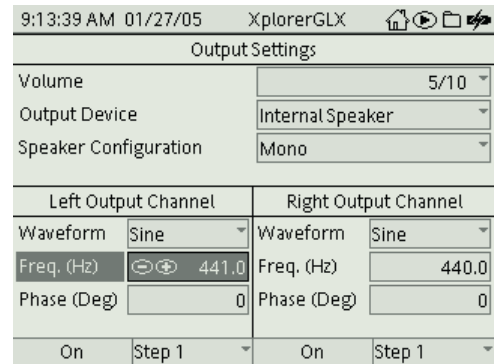 9:13:39 AM 01/27/05 XplorerGLX
Output Settings
Volume 5/10
Output Device Internal Speaker
Speaker Configuration Mono
Left Output Channel Right Output Channel
Waveform Sine Waveform Sine
Freq. (Hz) 441.0 Freq. (Hz) 440.0
Phase (Deg) 0 Phase (Deg) 0
On Step 1 On Step 1